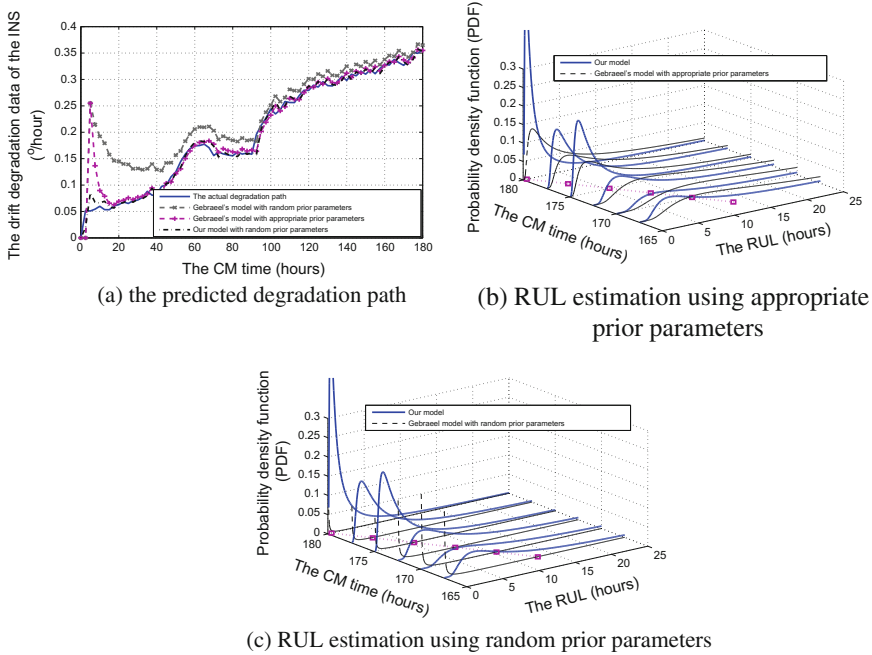 The drift degradation data of the INS
(⁰/hour)
0.4
0.35
0.3
0.25
0.2
0.15
0.1
0.05
0
The actual degradation path
Gebraeel's model with random prior parameters
Gebraeel's model with appropriate prior parameters
Our model with random prior parameters
0 20 40 60 80 100 120 140 160 180
The CM time (hours)
(a) the predicted degradation path
Probability density function (PDF)
0.3
0.25
0.2
0.15
0.1
0.05
0
Our model
Gebraeel's model with appropriate prior parameters
180
175
170
165
The CM time (hours)
0 5 10 15 20 25
The RUL (hours)
(b) RUL estimation using appropriate
prior parameters
Probability density function
(PDF)
0.3
0.25
0.2
0.15
0.1
0.05
0
Our model
Gebraeel model with random prior parameters
180
175
170
165
The CM time (hours)
0 5 10 15 20 25
The RUL (hours)
(c) RUL estimation using random prior parameters